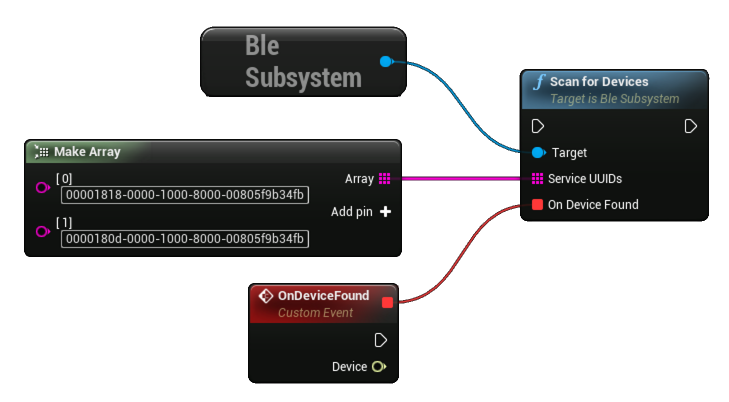 Ble
Subsystem
Scan for Devices
Target is Ble Subsystem
Target
Service UUIDs
On Device Found
Make Array
[ 0]
00001818-0000-1000-8000-00805f9b34fb
Array
Add pin
[ 1]
0000180d-0000-1000-8000-00805f9b34fb
OnDeviceFound
Custom Event
Device